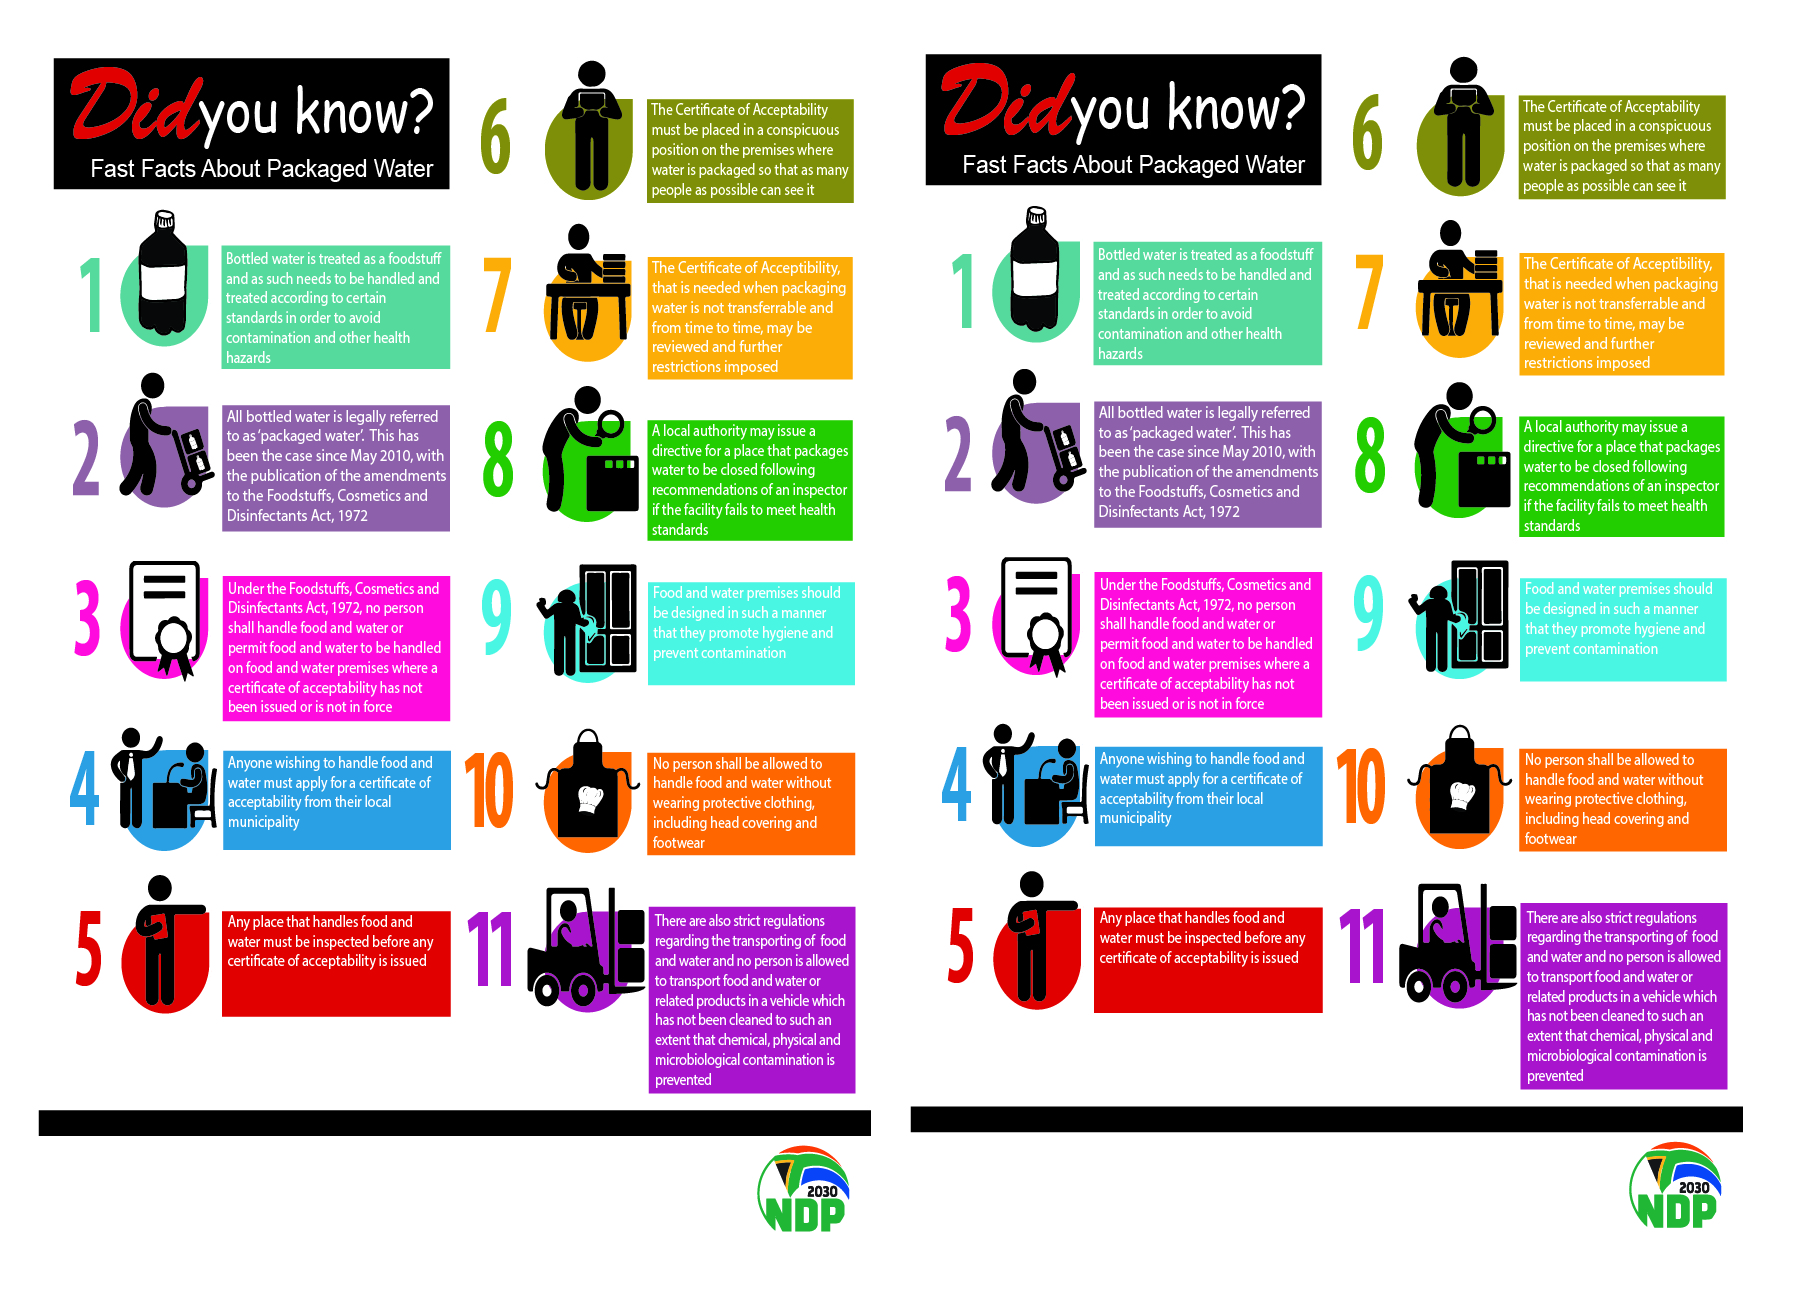 Did you know?
Fast Facts About Packaged Water
1
Bottled water is treated as a foodstuff
and as such needs to be handled and
treated according to certain
standards in order to avoid
contamination and other health
hazards
2
All bottled water is legally referred
to as ‘packaged water’.  This has
been the case since May 2010, with
the publication of the amendments
to the Foodstuffs, Cosmetics and
Disinfectants Act, 1972
3
Under the Foodstuffs, Cosmetics and
Disinfectants Act, 1972, no person
shall handle food and water or
permit food and water to be handled
on food and water premises where a
certificate of acceptability has not
been issued or is not in force
4
Anyone wishing to handle food and
water must apply for a certificate of
acceptability from their local
municipality
5
Any place that handles food and
water must be inspected before any
certificate of acceptability is issued
6
The Certificate of Acceptability
must be placed in a conspicuous
position on the premises where
water is packaged so that as many
people as possible can see it
7
The Certificate of Acceptibility,
that is needed when packaging
water is not transferrable and
from time to time, may be
reviewed and further
restrictions imposed
8
A local authority may issue a
directive for a place that packages
water to be closed following
recommendations of an inspector
if the facility fails to meet health
standards
9
Food and water premises should
be designed in such a manner
that they promote hygiene and
prevent contamination
10
No person shall be allowed to
handle food and water without
wearing protective clothing,
including head covering and
footwear
11
There are also strict regulations
regarding the transporting of  food
and water and no person is allowed
to transport food and water or
related products in a vehicle which
has not been cleaned to such an
extent that chemical, physical and
microbiological contamination is
prevented
2030
NDP
Did you know?
Fast Facts About Packaged Water
1
Bottled water is treated as a foodstuff
and as such needs to be handled and
treated according to certain
standards in order to avoid
contamination and other health
hazards
2
All bottled water is legally referred
to as ‘packaged water’.  This has
been the case since May 2010, with
the publication of the amendments
to the Foodstuffs, Cosmetics and
Disinfectants Act, 1972
3
Under the Foodstuffs, Cosmetics and
Disinfectants Act, 1972, no person
shall handle food and water or
permit food and water to be handled
on food and water premises where a
certificate of acceptability has not
been issued or is not in force
4
Anyone wishing to handle food and
water must apply for a certificate of
acceptability from their local
municipality
5
Any place that handles food and
water must be inspected before any
certificate of acceptability is issued
6
The Certificate of Acceptability
must be placed in a conspicuous
position on the premises where
water is packaged so that as many
people as possible can see it
7
The Certificate of Acceptibility,
that is needed when packaging
water is not transferrable and
from time to time, may be
reviewed and further
restrictions imposed
8
A local authority may issue a
directive for a place that packages
water to be closed following
recommendations of an inspector
if the facility fails to meet health
standards
9
Food and water premises should
be designed in such a manner
that they promote hygiene and
prevent contamination
10
No person shall be allowed to
handle food and water without
wearing protective clothing,
including head covering and
footwear
11
There are also strict regulations
regarding the transporting of  food
and water and no person is allowed
to transport food and water or
related products in a vehicle which
has not been cleaned to such an
extent that chemical, physical and
microbiological contamination is
prevented
2030
NDP